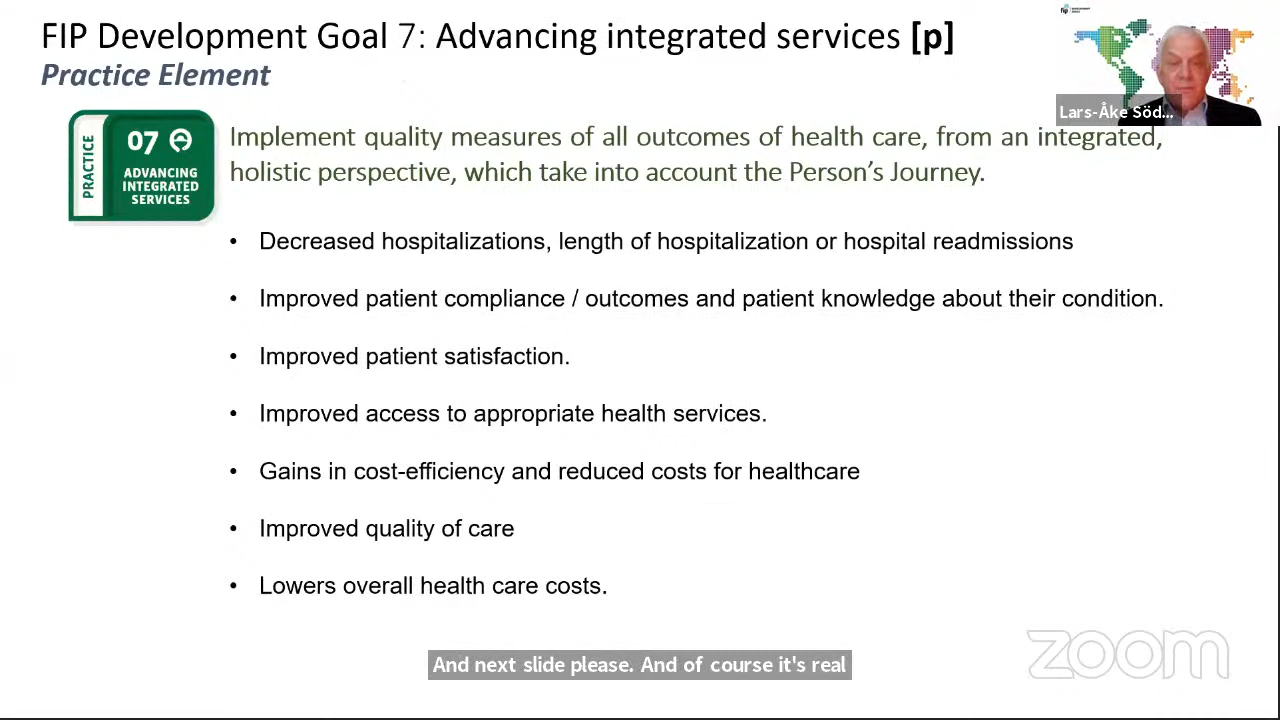 FIP Development Goal 7: Advancing integrated services [p]
Practice Element
fip
Lars-Åke Söd...
PRACTICE
07
ADVANCING
INTEGRATED
SERVICES
Implement quality measures of all outcomes of health care, from an integrated,
holistic perspective, which take into account the Person's Journey.
• Decreased hospitalizations, length of hospitalization or hospital readmissions
• Improved patient compliance / outcomes and patient knowledge about their condition.
• Improved patient satisfaction.
• Improved access to appropriate health services.
• Gains in cost-efficiency and reduced costs for healthcare
• Improved quality of care
• Lowers overall health care costs.
And next slide please. And of course it's real
zoom